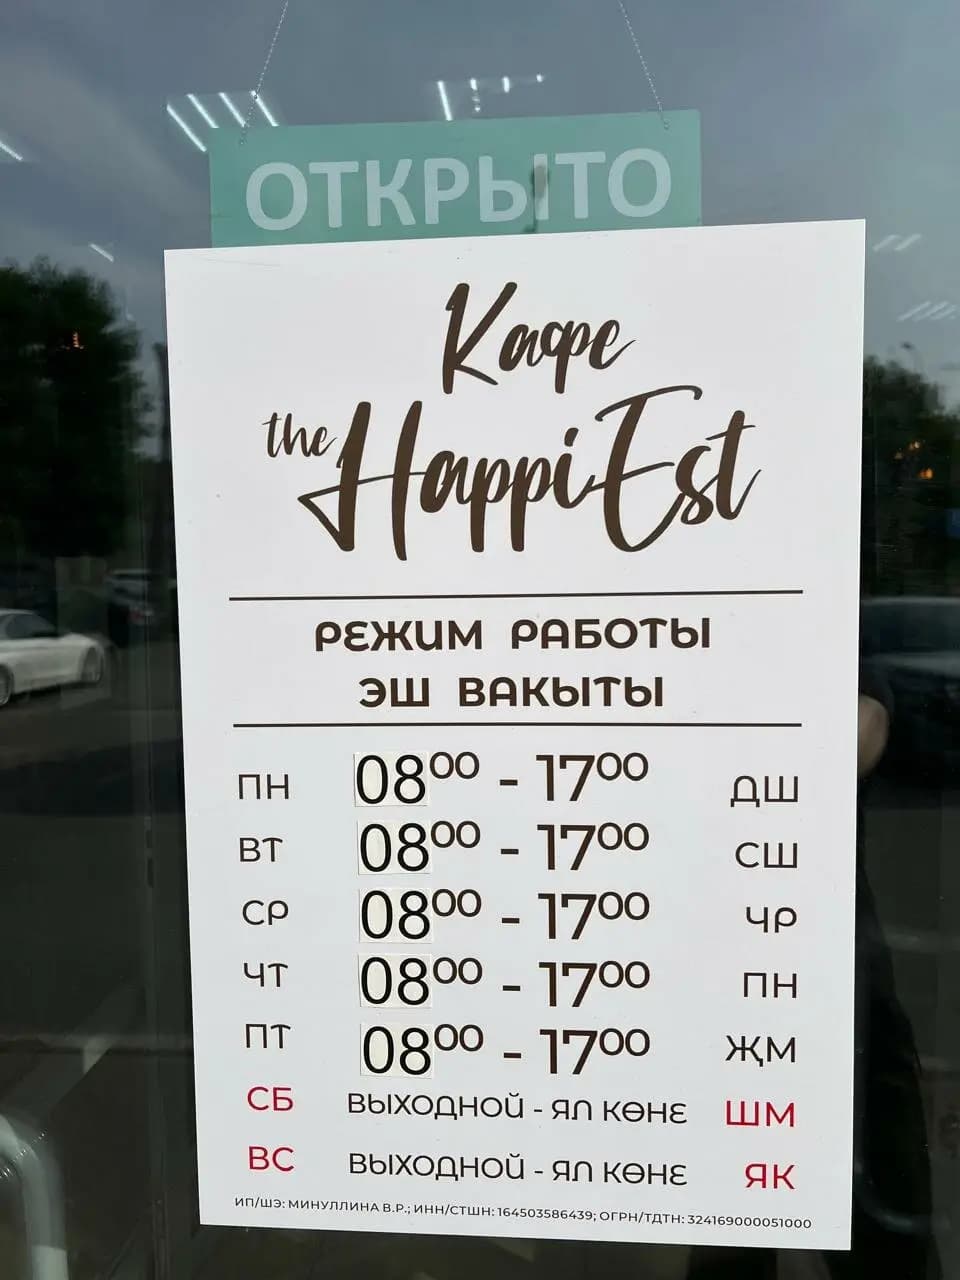 ОТКРЫТО
Кафе
the HappiEst
РЕЖИМ РАБОТЫ
ЭШ ВАКЫТЫ
ПН 08⁰⁰ - 17⁰⁰ ДШ
ВТ 08⁰⁰ - 17⁰⁰ СШ
СР 08⁰⁰ - 17⁰⁰ ЧР
ЧТ 08⁰⁰ - 17⁰⁰ ПН
ПТ 08⁰⁰ - 17⁰⁰ ҖМ
СБ ВЫХОДНОЙ - ЯЛ КӨНЕ ШМ
ВС ВЫХОДНОЙ - ЯЛ КӨНЕ ЯК
ИП/ШЭ: МИНУЛЛИНА В.Р.; ИНН/СТШН: 164503586439; ОГРН/ТДТН: 324169000051000